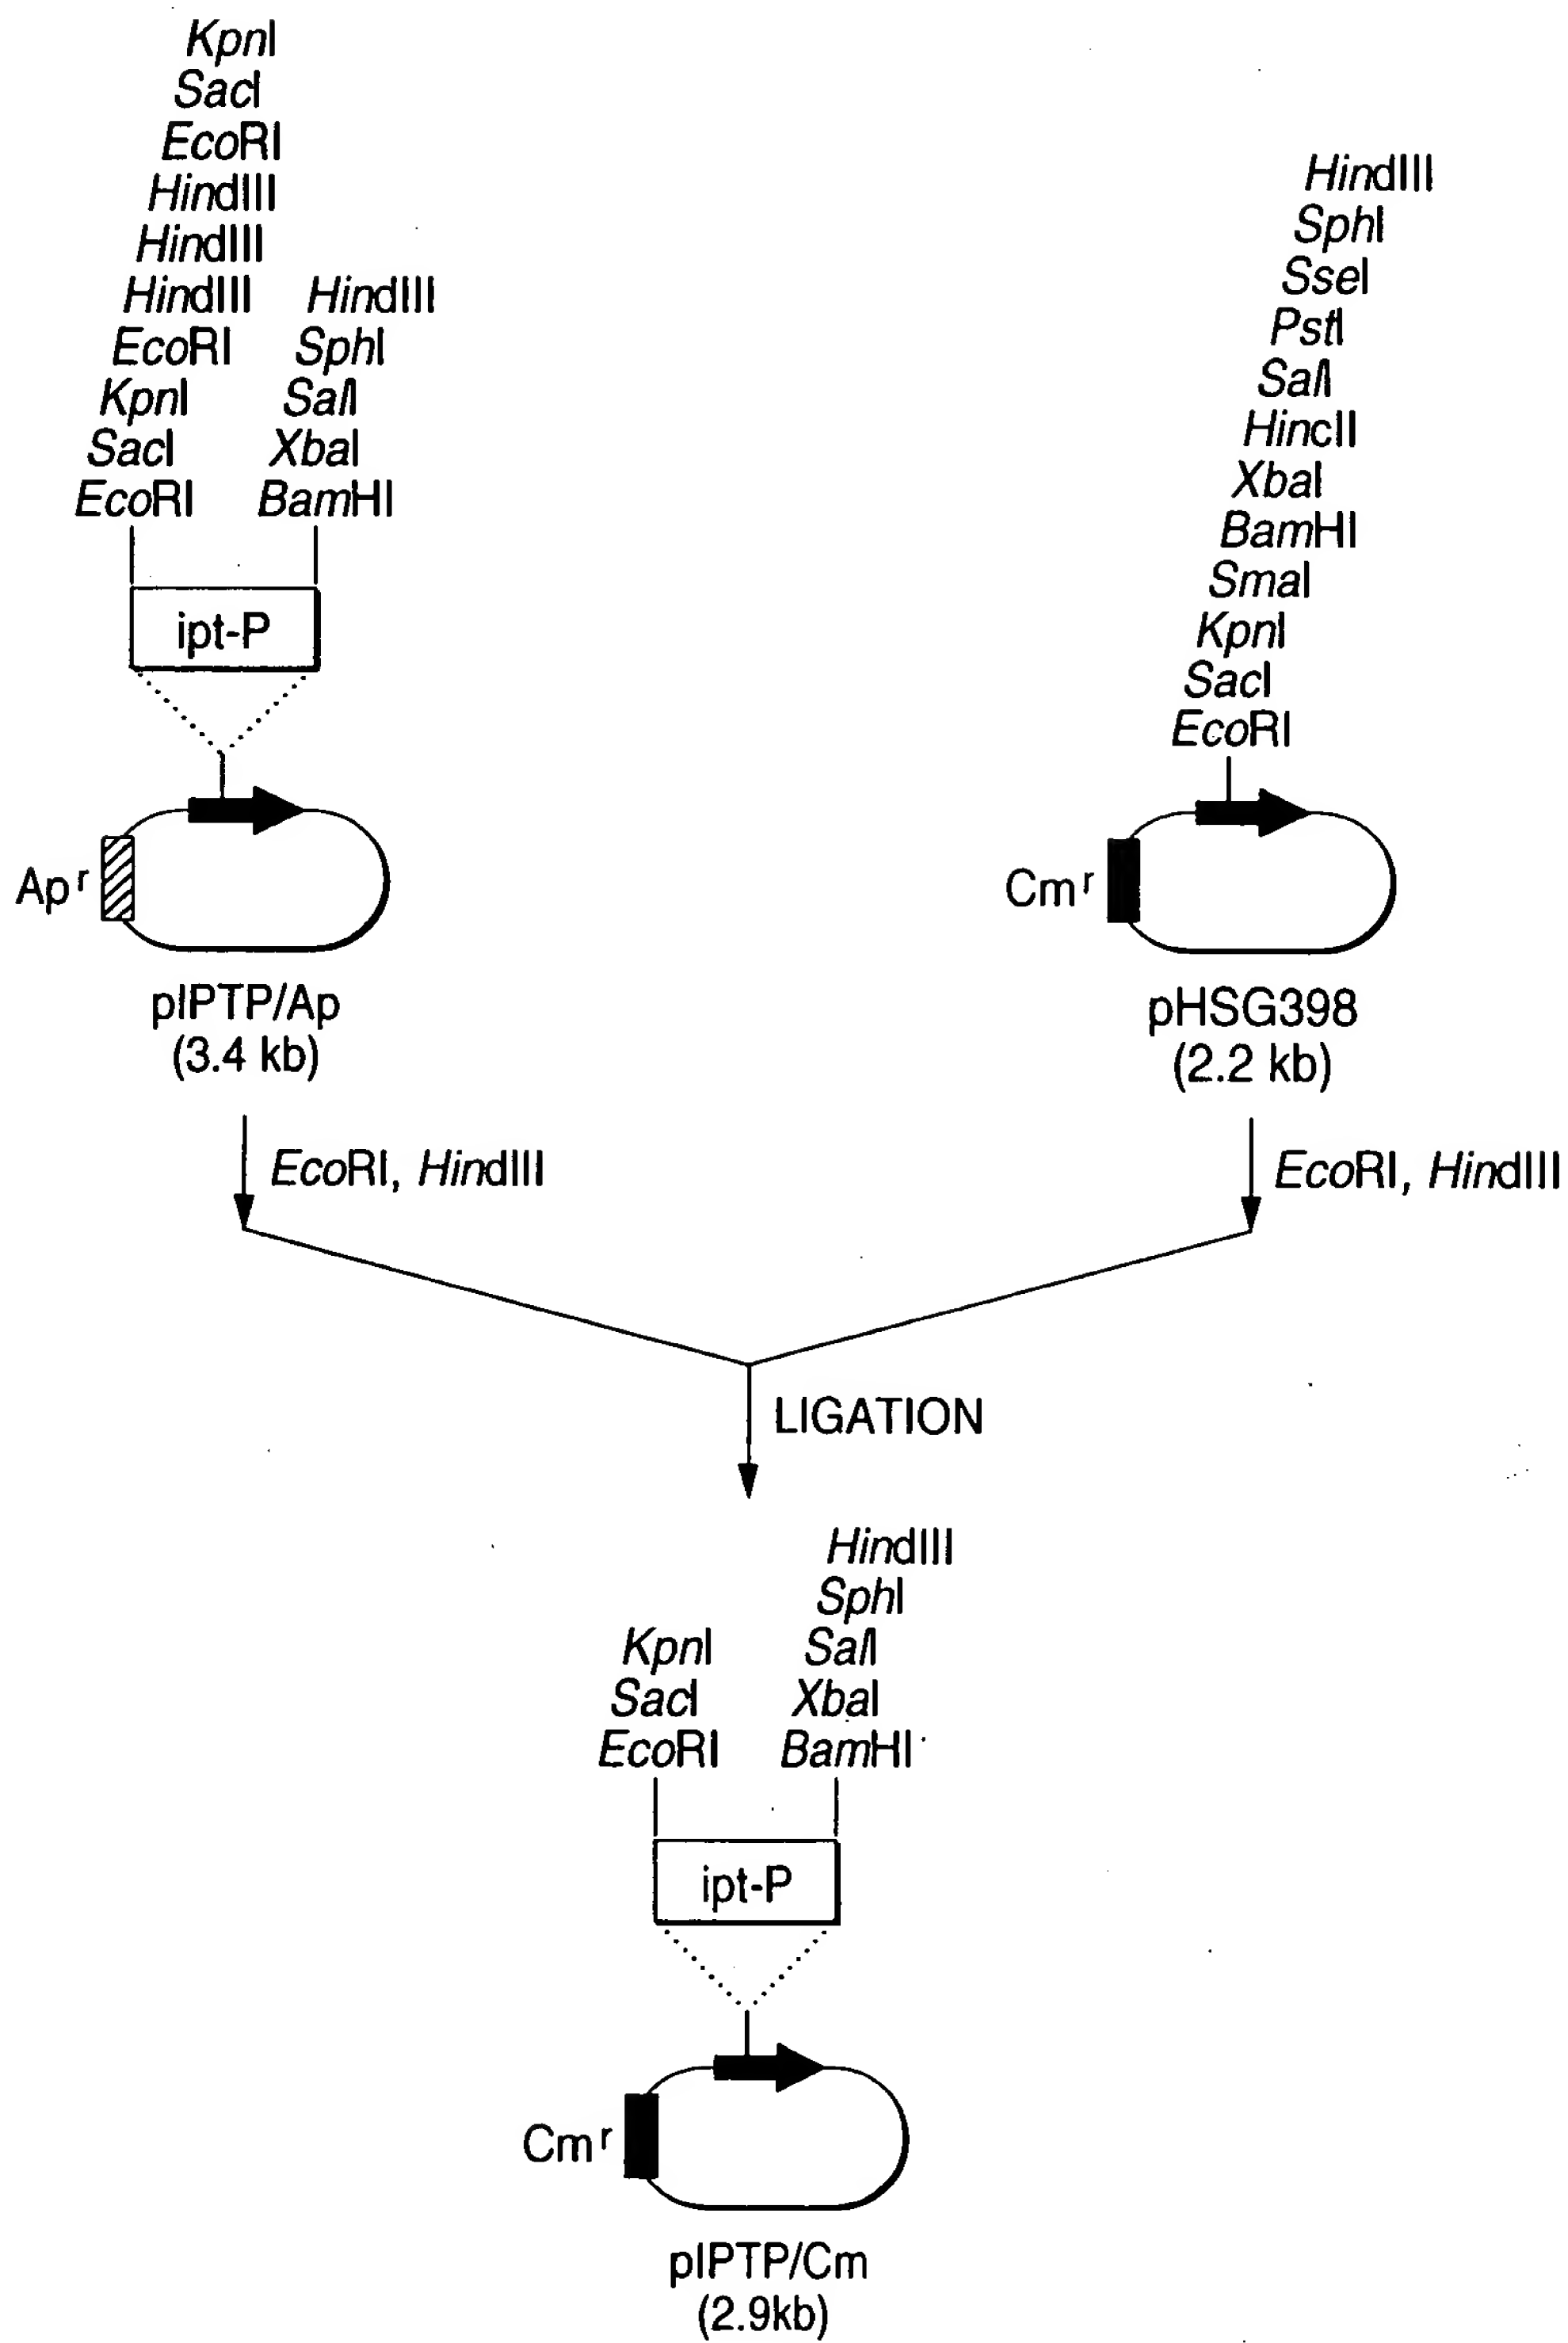 KpnI
SacI
EcoRI
HindIII
HindIII
HindIII
EcoRI
KpnI
SacI
EcoRI
HindIII
SphI
SalI
XbaI
BamHI
ipt-P
Apr
pIPTP/Ap
(3.4 kb)
HindIII
SphI
SseI
PstI
SalI
HincII
XbaI
BamHI
SmaI
KpnI
SacI
EcoRI
Cmr
pHSG398
(2.2 kb)
EcoRI, HindIII
EcoRI, HindIII
LIGATION
KpnI
SacI
EcoRI
HindIII
SphI
SalI
XbaI
BamHI
ipt-P
Cmr
pIPTP/Cm
(2.9kb)